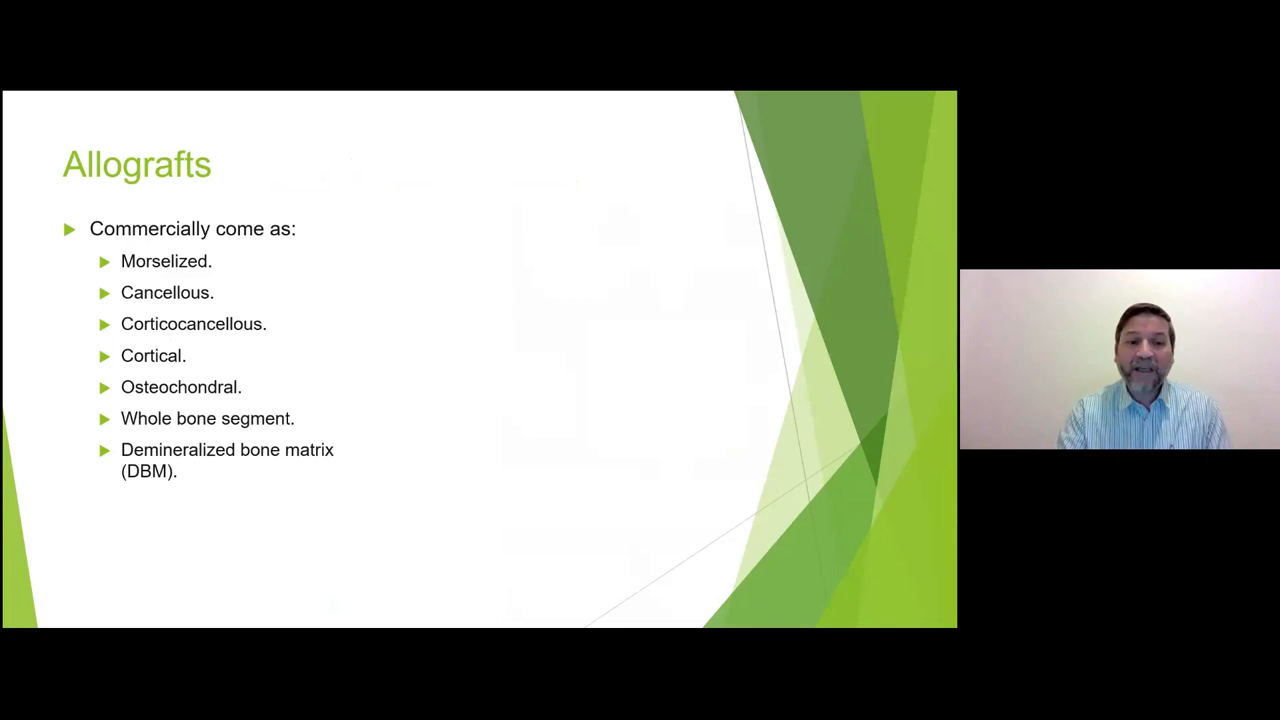 Allografts
Commercially come as:
Morselized.
Cancellous.
Corticocancellous.
Cortical.
Osteochondral.
Whole bone segment.
Demineralized bone matrix
(DBM).